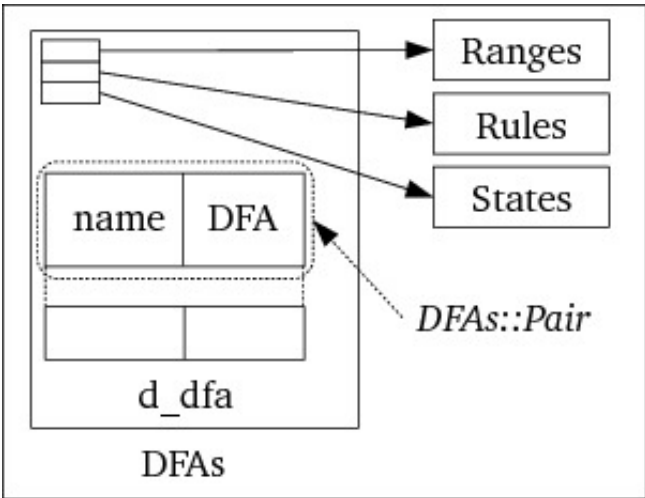 Ranges
Rules
States
name DFA
DFAs::Pair
d_dfa
DFAs